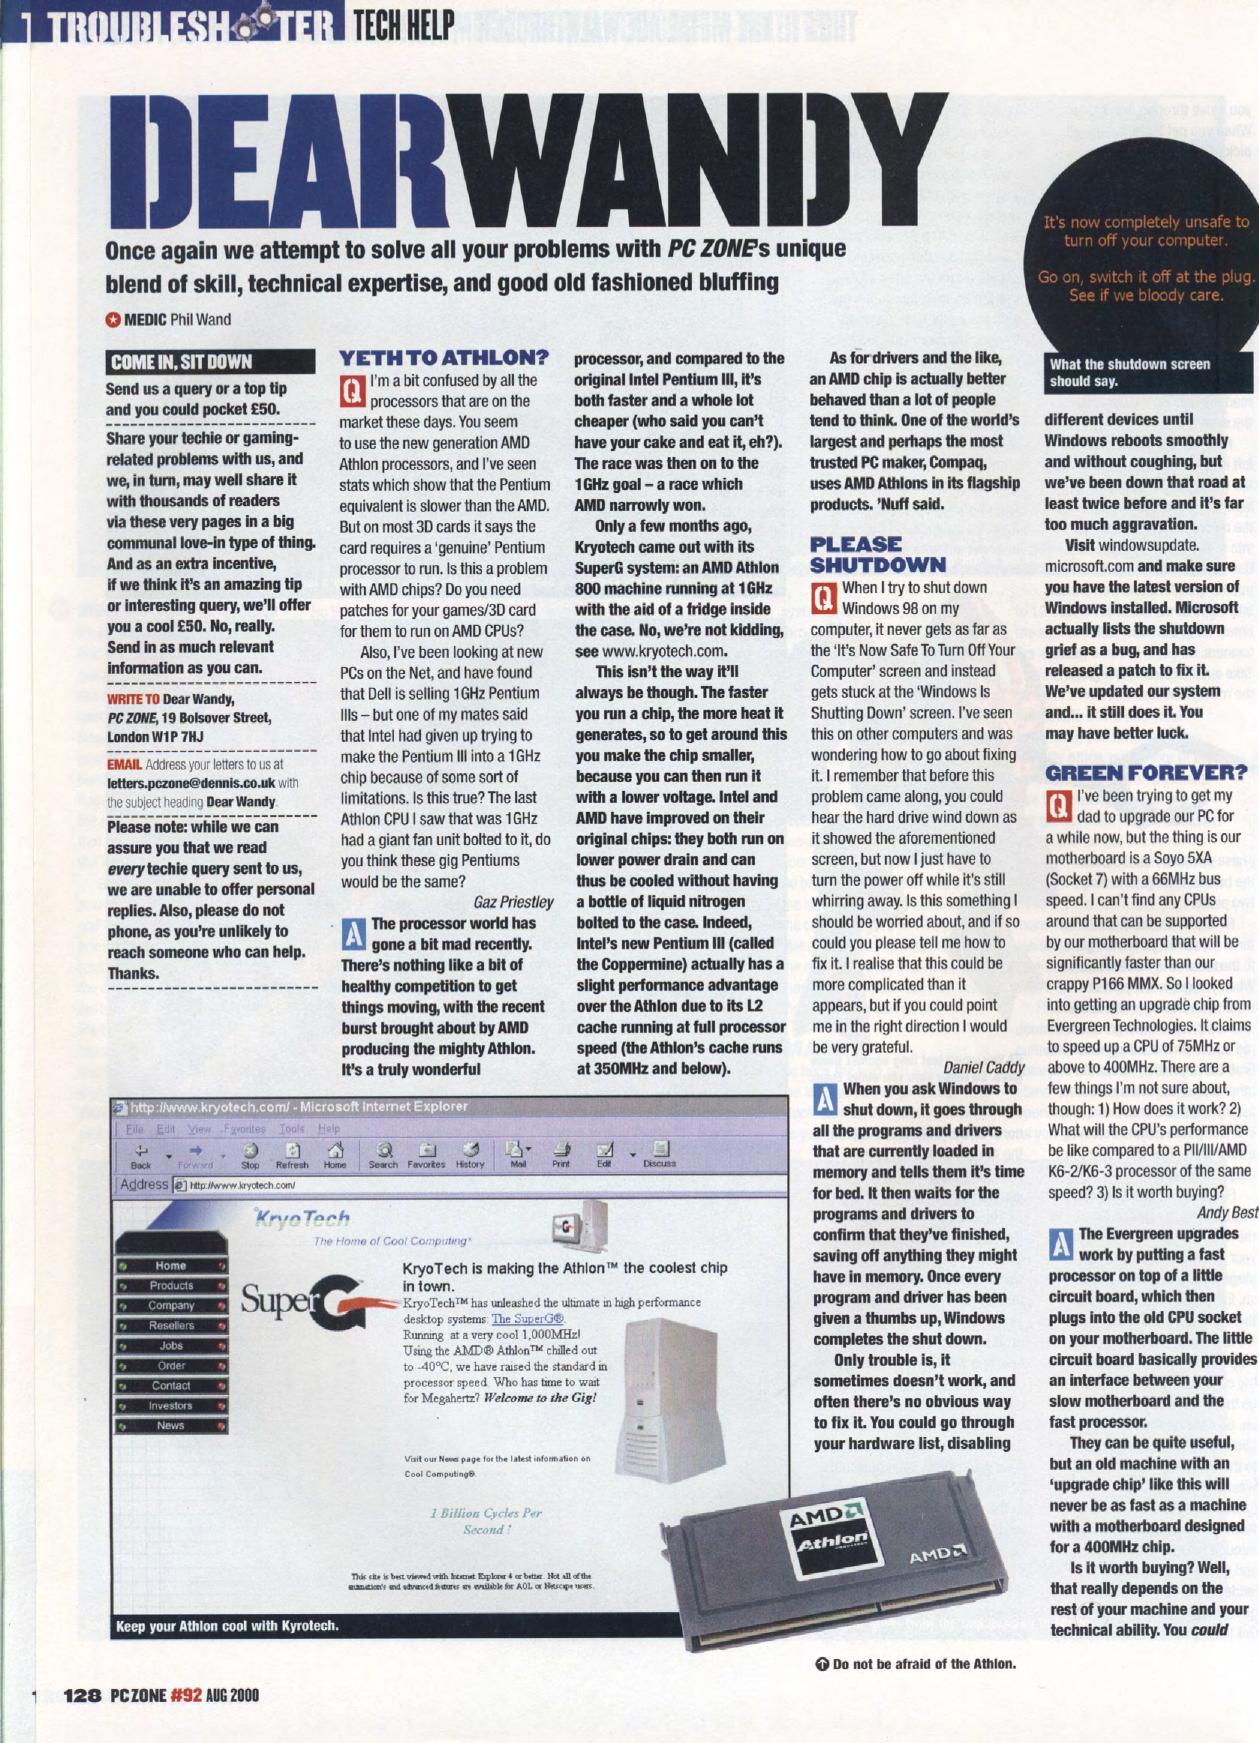 TROUBLESHOOTER TECH HELP
DEAR WANDY
Once again we attempt to solve all your problems with PC ZONE's unique
blend of skill, technical expertise, and good old fashioned bluffing
MEDIC Phil Wand
COME IN, SIT DOWN
Send us a query or a top tip
and you could pocket £50.
Share your techie or gaming-
related problems with us, and
we, in turn, may well share it
with thousands of readers
via these very pages in a big
communal love-in type of thing.
And as an extra incentive,
if we think it's an amazing tip
or interesting query, we'll offer
you a cool £50. No, really.
Send in as much relevant
information as you can.
WRITE TO Dear Wandy,
PC ZONE, 19 Bolsover Street,
London W1P 7HJ
EMAIL Address your letters to us at
letters.pczone@dennis.co.uk with
the subject heading Dear Wandy.
Please note: while we can
assure you that we read
every techie query sent to us,
we are unable to offer personal
replies. Also, please do not
phone, as you're unlikely to
reach someone who can help.
Thanks.
YETH TO ATHLON?
Q I'm a bit confused by all the
processors that are on the
market these days. You seem
to use the new generation AMD
Athlon processors, and I've seen
stats which show that the Pentium
equivalent is slower than the AMD.
But on most 3D cards it says the
card requires a 'genuine' Pentium
processor to run. Is this a problem
with AMD chips? Do you need
patches for your games/3D card
for them to run on AMD CPUs?
Also, I've been looking at new
PCs on the Net, and have found
that Dell is selling 1GHz Pentium
IIIs – but one of my mates said
that Intel had given up trying to
make the Pentium III into a 1GHz
chip because of some sort of
limitations. Is this true? The last
Athlon CPU I saw that was 1GHz
had a giant fan unit bolted to it, do
you think these gig Pentiums
would be the same?
Gaz Priestley
A The processor world has
gone a bit mad recently.
There's nothing like a bit of
healthy competition to get
things moving, with the recent
burst brought about by AMD
producing the mighty Athlon.
It's a truly wonderful
processor, and compared to the
original Intel Pentium III, it's
both faster and a whole lot
cheaper (who said you can't
have your cake and eat it, eh?).
The race was then on to the
1GHz goal – a race which
AMD narrowly won.
Only a few months ago,
Kryotech came out with its
SuperG system: an AMD Athlon
800 machine running at 1GHz
with the aid of a fridge inside
the case. No, we're not kidding,
see www.kryotech.com.
This isn't the way it'll
always be though. The faster
you run a chip, the more heat it
generates, so to get around this
you make the chip smaller,
because you can then run it
with a lower voltage. Intel and
AMD have improved on their
original chips: they both run on
lower power drain and can
thus be cooled without having
a bottle of liquid nitrogen
bolted to the case. Indeed,
Intel's new Pentium III (called
the Coppermine) actually has a
slight performance advantage
over the Athlon due to its L2
cache running at full processor
speed (the Athlon's cache runs
at 350MHz and below).
As for drivers and the like,
an AMD chip is actually better
behaved than a lot of people
tend to think. One of the world's
largest and perhaps the most
trusted PC maker, Compaq,
uses AMD Athlons in its flagship
products. 'Nuff said.
PLEASE
SHUTDOWN
Q When I try to shut down
Windows 98 on my
computer, it never gets as far as
the 'It's Now Safe To Turn Off Your
Computer' screen and instead
gets stuck at the 'Windows Is
Shutting Down' screen. I've seen
this on other computers and was
wondering how to go about fixing
it. I remember that before this
problem came along, you could
hear the hard drive wind down as
it showed the aforementioned
screen, but now I just have to
turn the power off while it's still
whirring away. Is this something I
should be worried about, and if so
could you please tell me how to
fix it. I realise that this could be
more complicated than it
appears, but if you could point
me in the right direction I would
be very grateful.
Daniel Caddy
A When you ask Windows to
shut down, it goes through
all the programs and drivers
that are currently loaded in
memory and tells them it's time
for bed. It then waits for the
programs and drivers to
confirm that they've finished,
saving off anything they might
have in memory. Once every
program and driver has been
given a thumbs up, Windows
completes the shut down.
Only trouble is, it
sometimes doesn't work, and
often there's no obvious way
to fix it. You could go through
your hardware list, disabling
It's now completely unsafe to
turn off your computer.
Go on, switch it off at the plug.
See if we bloody care.
What the shutdown screen
should say.
different devices until
Windows reboots smoothly
and without coughing, but
we've been down that road at
least twice before and it's far
too much aggravation.
Visit windowsupdate.
microsoft.com and make sure
you have the latest version of
Windows installed. Microsoft
actually lists the shutdown
grief as a bug, and has
released a patch to fix it.
We've updated our system
and... it still does it. You
may have better luck.
GREEN FOREVER?
Q I've been trying to get my
dad to upgrade our PC for
a while now, but the thing is our
motherboard is a Soyo 5XA
(Socket 7) with a 66MHz bus
speed. I can't find any CPUs
around that can be supported
by our motherboard that will be
significantly faster than our
crappy P166 MMX. So I looked
into getting an upgrade chip from
Evergreen Technologies. It claims
to speed up a CPU of 75MHz or
above to 400MHz. There are a
few things I'm not sure about,
though: 1) How does it work? 2)
What will the CPU's performance
be like compared to a PII/III/AMD
K6-2/K6-3 processor of the same
speed? 3) Is it worth buying?
Andy Best
A The Evergreen upgrades
work by putting a fast
processor on top of a little
circuit board, which then
plugs into the old CPU socket
on your motherboard. The little
circuit board basically provides
an interface between your
slow motherboard and the
fast processor.
They can be quite useful,
but an old machine with an
'upgrade chip' like this will
never be as fast as a machine
with a motherboard designed
for a 400MHz chip.
Is it worth buying? Well,
that really depends on the
rest of your machine and your
technical ability. You could
http://www.kryotech.com/ - Microsoft Internet Explorer
File Edit View Favorites Tools Help
Back Forward Stop Refresh Home Search Favorites History Mail Print Edit Discuss
Address http://www.kryotech.com/
KryoTech
The Home of Cool Computing
Home
Products
Company
Resellers
Jobs
Order
Contact
Investors
News
SuperG
KryoTech is making the Athlon™ the coolest chip
in town.
KryoTech™ has unleashed the ultimate in high performance
desktop systems: The SuperG®.
Running at a very cool 1,000MHz!
Using the AMD® Athlon™ chilled out
to -40°C, we have raised the standard in
processor speed. Who has time to wait
for Megahertz? Welcome to the Gig!
Visit our News page for the latest information on
Cool Computing®.
1 Billion Cycles Per
Second !
This site is best viewed with Internet Explorer 4 or better. Not all of the
animation's and advanced features are available for AOL or Netscape users.
Keep your Athlon cool with Kyrotech.
AMD
Athlon
AMD
Do not be afraid of the Athlon.
128 PCZONE #92 AUG 2000